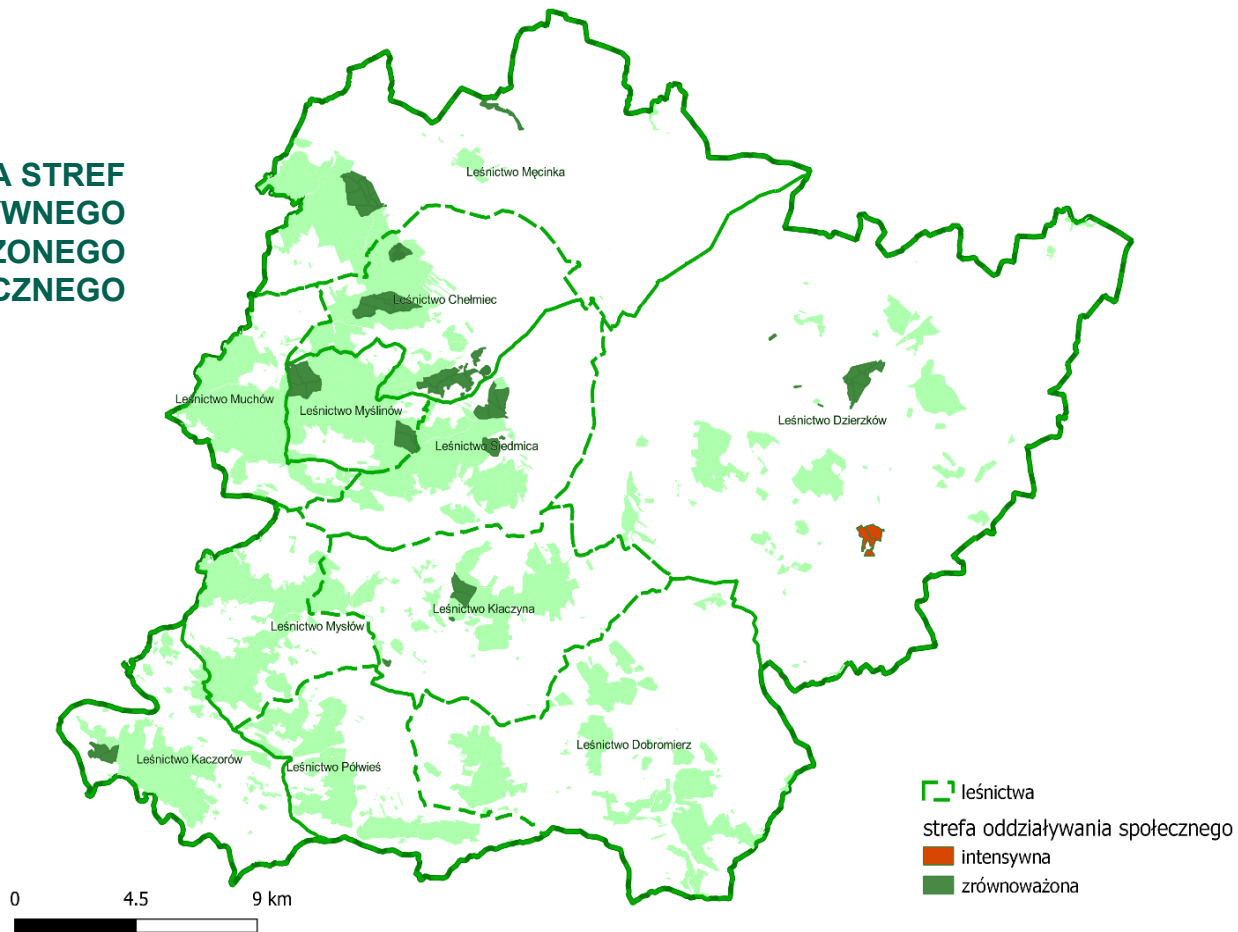 A STREF
WNEGO
ZONEGO
CZNEGO
Leśnictwo Męcinka
Leśnictwo Chełmiec
Leśnictwo Muchów
Leśnictwo Myślinów
Leśnictwo Dzierzków
Leśnictwo Siedmica
Leśnictwo Kłaczyna
Leśnictwo Mysłów
Leśnictwo Dobromierz
Leśnictwo Kaczorów
Leśnictwo Półwieś
leśnictwa
strefa oddziaływania społecznego
intensywna
zrównoważona
0 4.5 9 km